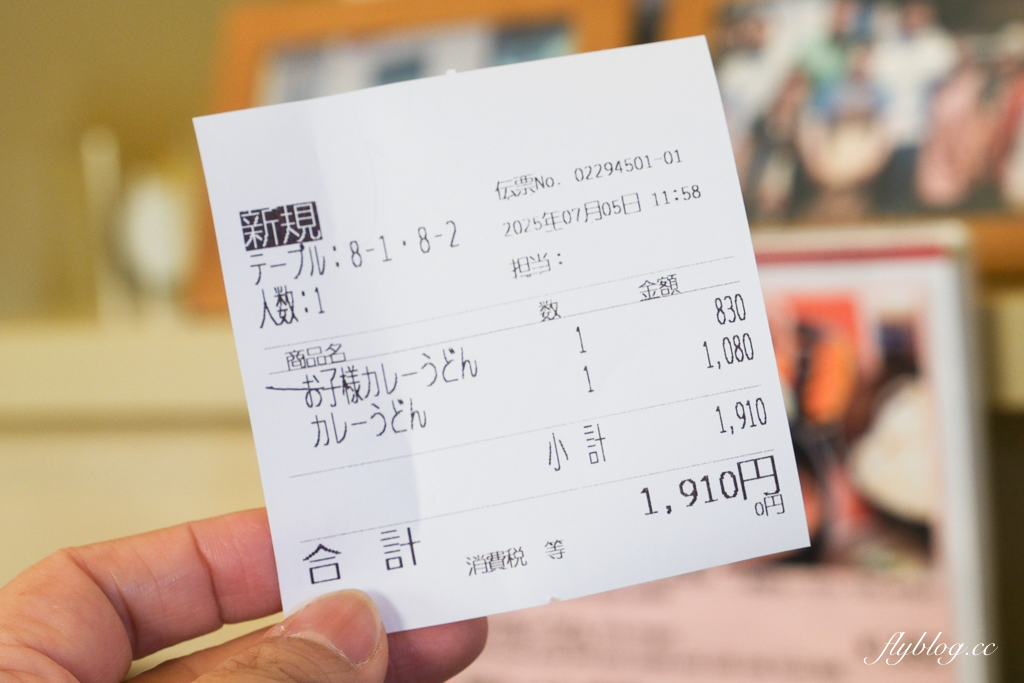 伝票No. 02294501-01
新規
2025年07月05日 11:58
テーブル：8-1・8-2
担当：
人数：1
商品名 数 金額
お子様カレーうどん 1 830
カレーうどん 1 1,080
小計 1,910
合計 1,910円
消費税 等 0円
flyblog.cc